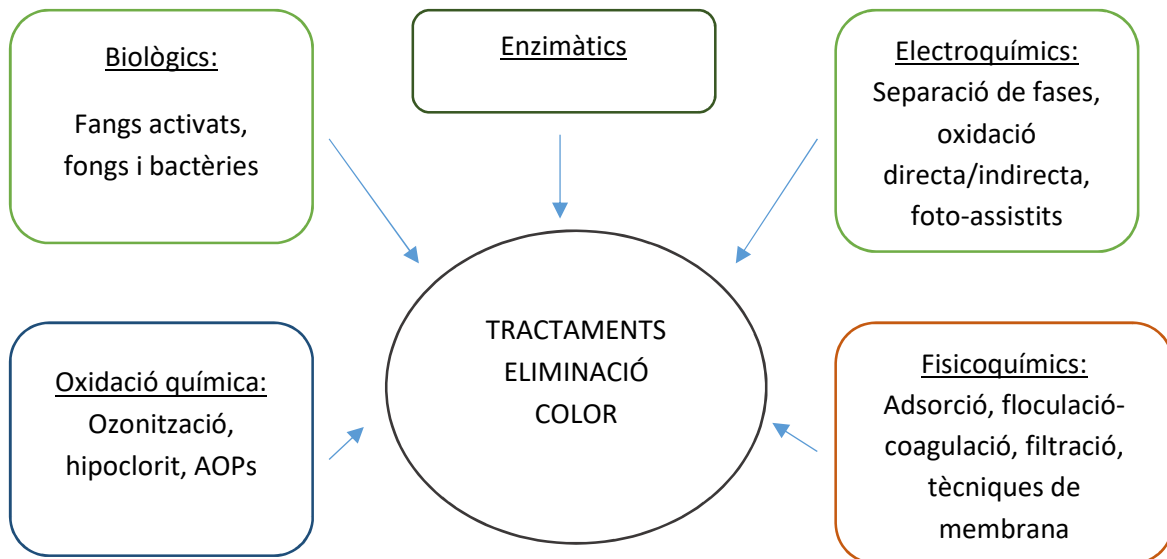 Biològics:
Fangs activats,
fongs i bactèries
Enzimàtics
Electroquímics:
Separació de fases,
oxidació
directa/indirecta,
foto-assistits
TRACTAMENTS
ELIMINACIÓ
COLOR
Oxidació química:
Ozonització,
hipoclorit, AOPs
Fisicoquímics:
Adsorció, floculació-
coagulació, filtració,
tècniques de
membrana